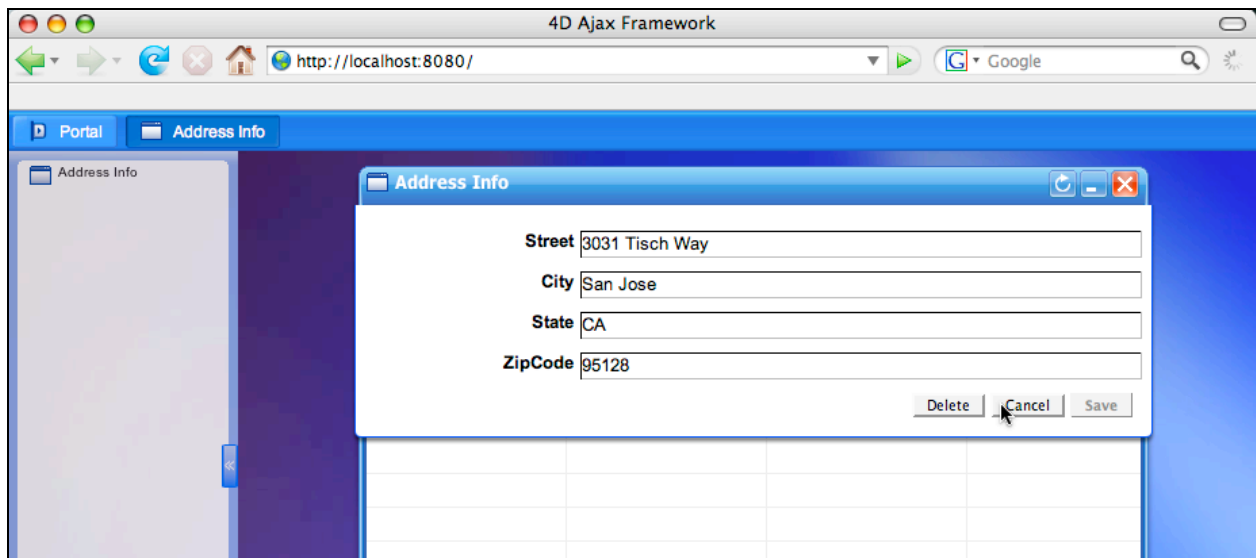 4D Ajax Framework
http://localhost:8080/
G Google
Portal Address Info
Address Info
Address Info
Street 3031 Tisch Way
City San Jose
State CA
ZipCode 95128
Delete Cancel Save
«